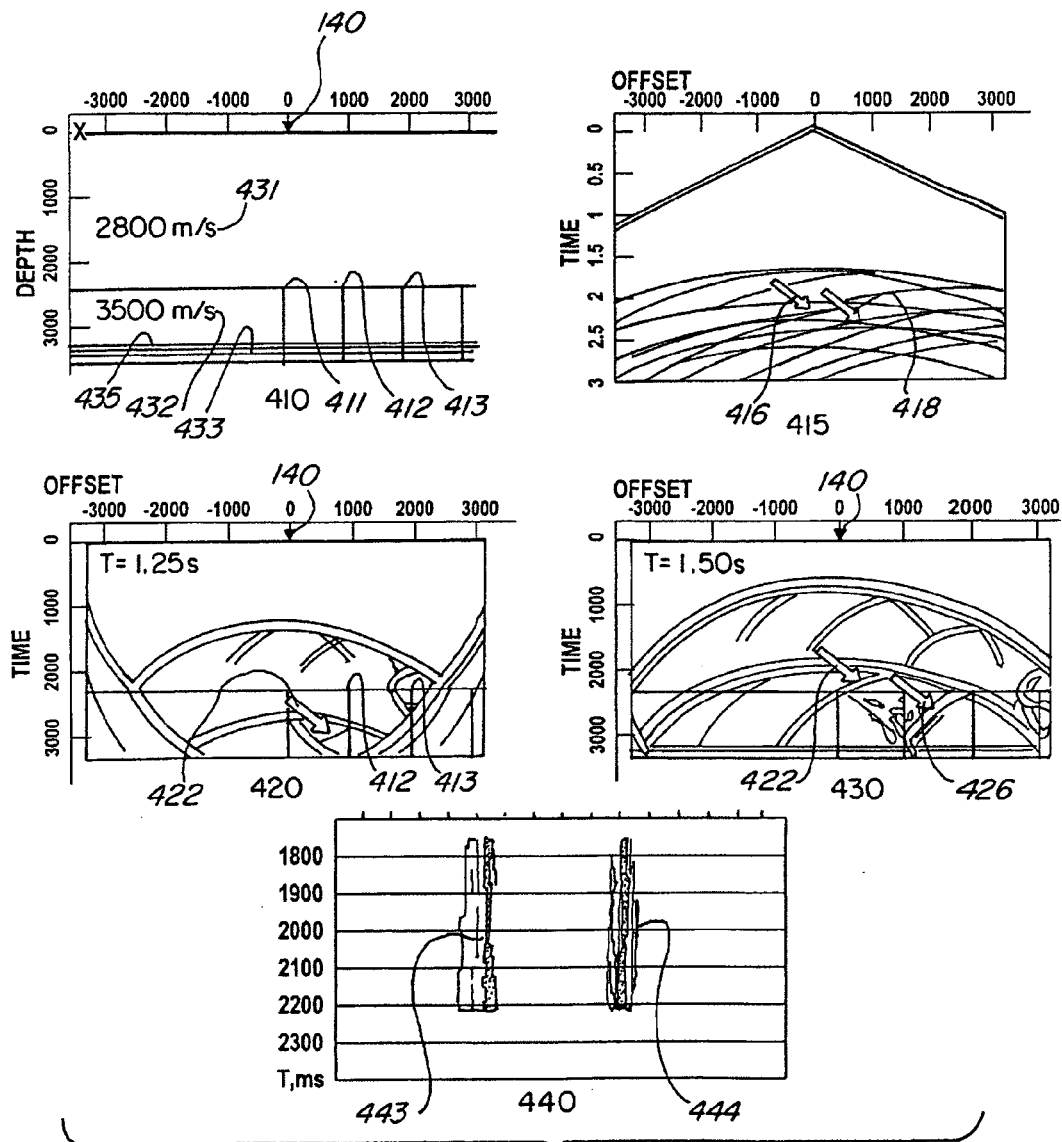 140
-3000 -2000 -1000 0 1000 2000 3000
0
X
1000
2000
3000
DEPTH
431
2800 m/s
3500 m/s
435 432 433 410 411 412 413
OFFSET
-3000 -2000 -1000 0 1000 2000 3000
0
0.5
1
1.5
2
2.5
3
TIME
416 415 418
OFFSET
140
-3000 -2000 -1000 0 1000 2000 3000
0
1000
2000
3000
TIME
T= 1.25s
422 420 412 413
OFFSET
140
-3000 -2000 -1000 0 1000 2000 3000
0
1000
2000
3000
TIME
T= 1.50s
422 430 426
1800
1900
2000
2100
2200
2300
T,ms
443 440 444